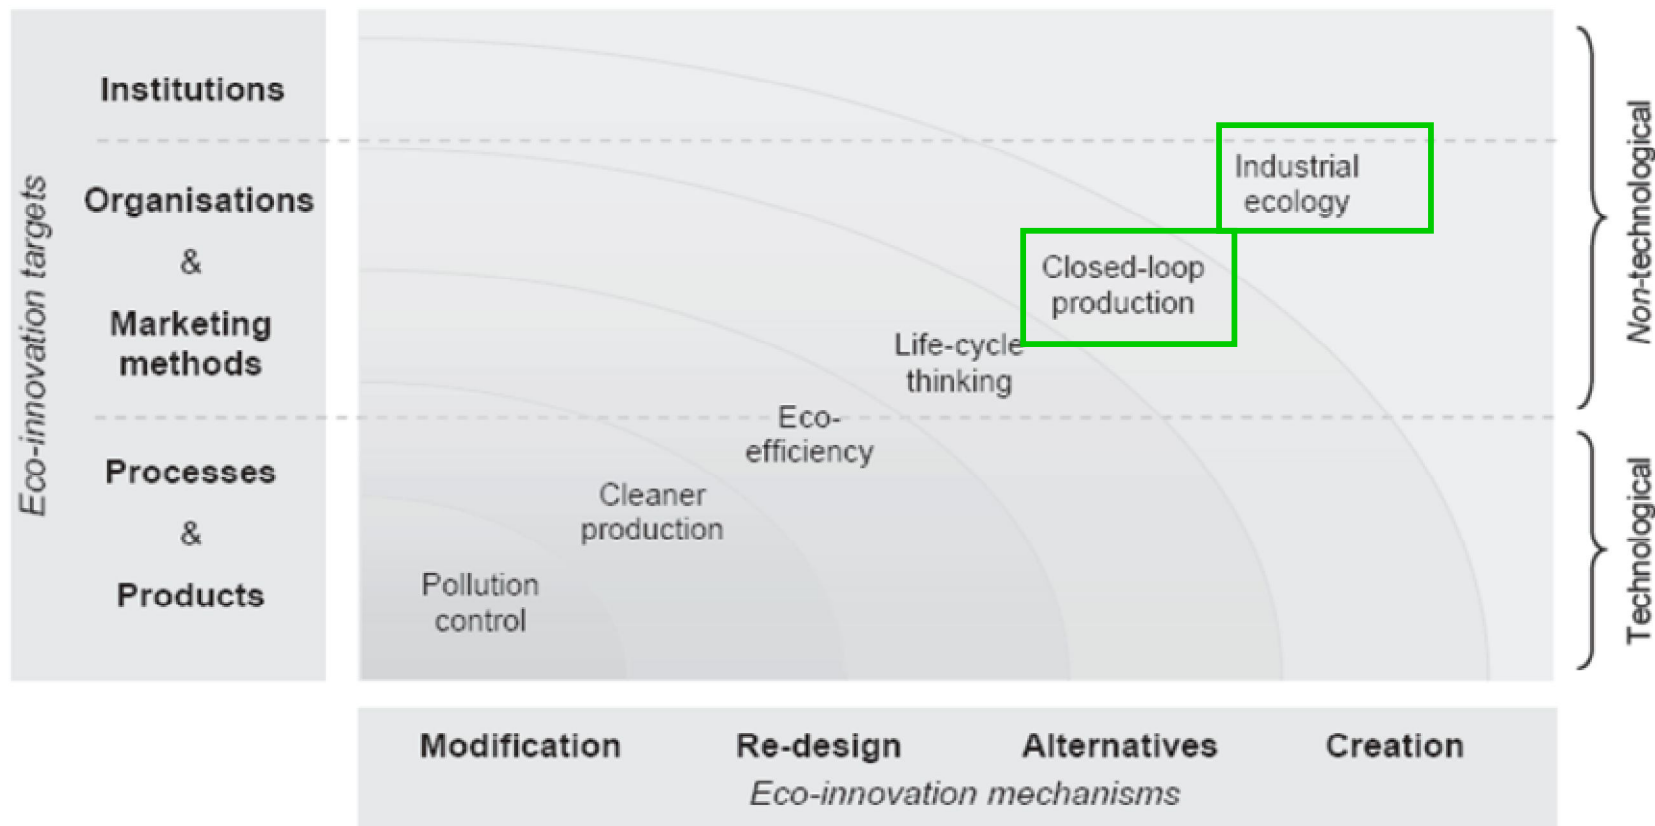 Eco-innovation targets
Institutions
Organisations
&
Marketing
methods
Processes
&
Products
Industrial
ecology
Closed-loop
production
Life-cycle
thinking
Eco-
efficiency
Cleaner
production
Pollution
control
Non-technological
Technological
Modification
Re-design
Alternatives
Creation
Eco-innovation mechanisms